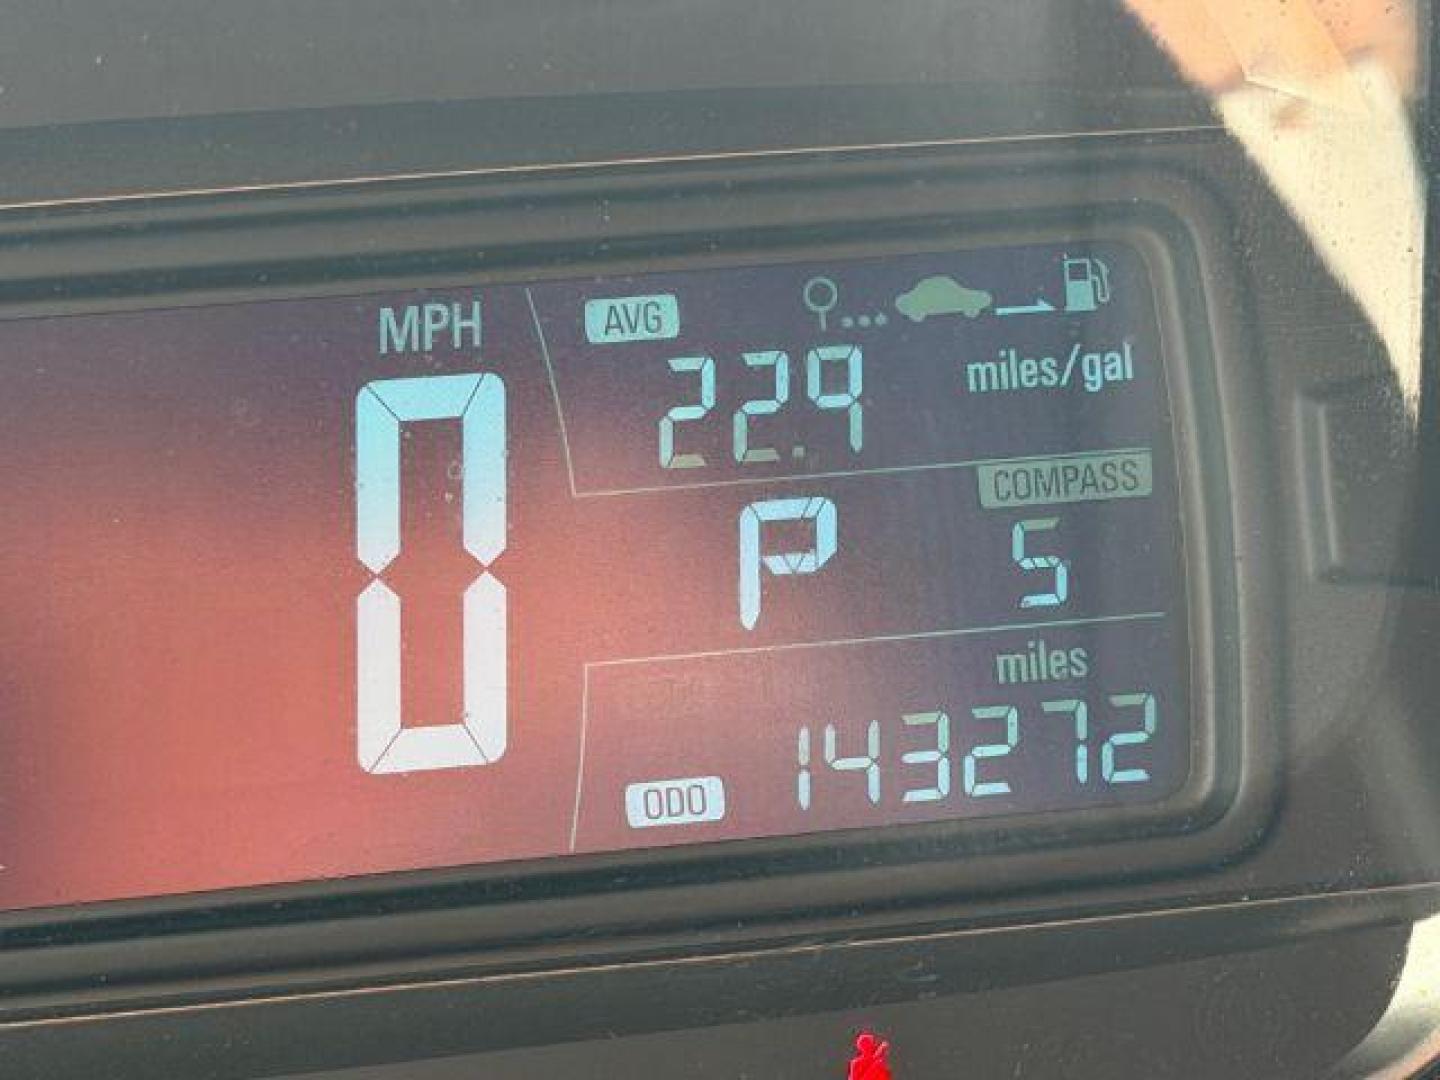 MPH
0
AVG
22.9
miles/gal
COMPASS
P
S
miles
ODO
143272